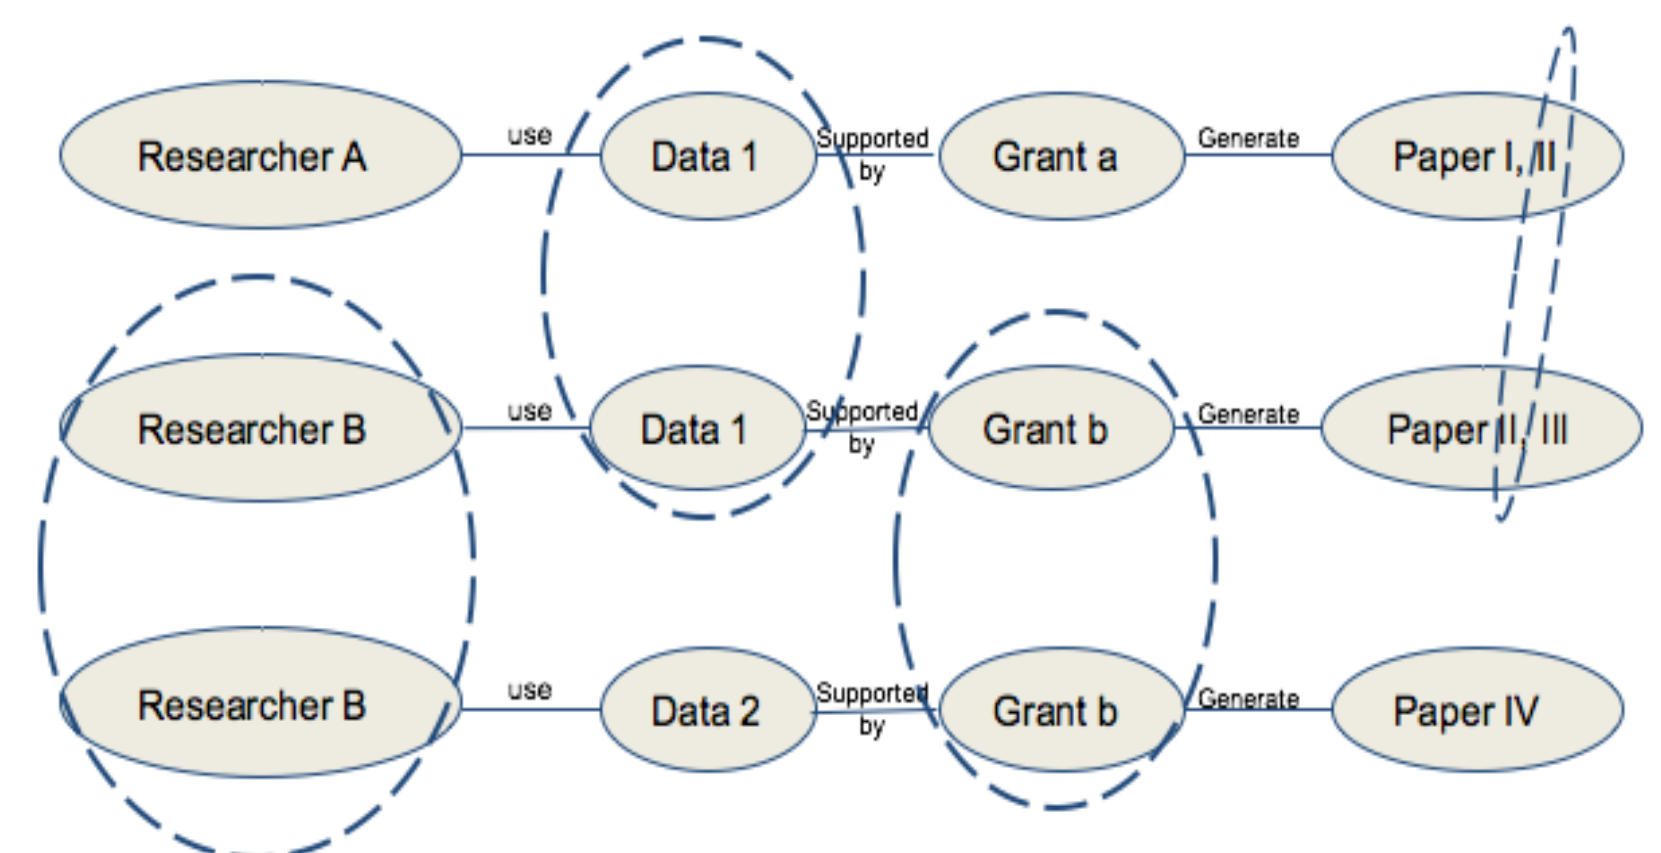 Researcher A
use
Data 1
Supported
by
Grant a
Generate
Paper I, II
Researcher B
use
Data 1
Supported
by
Grant b
Generate
Paper II, III
Researcher B
use
Data 2
Supported
by
Grant b
Generate
Paper IV